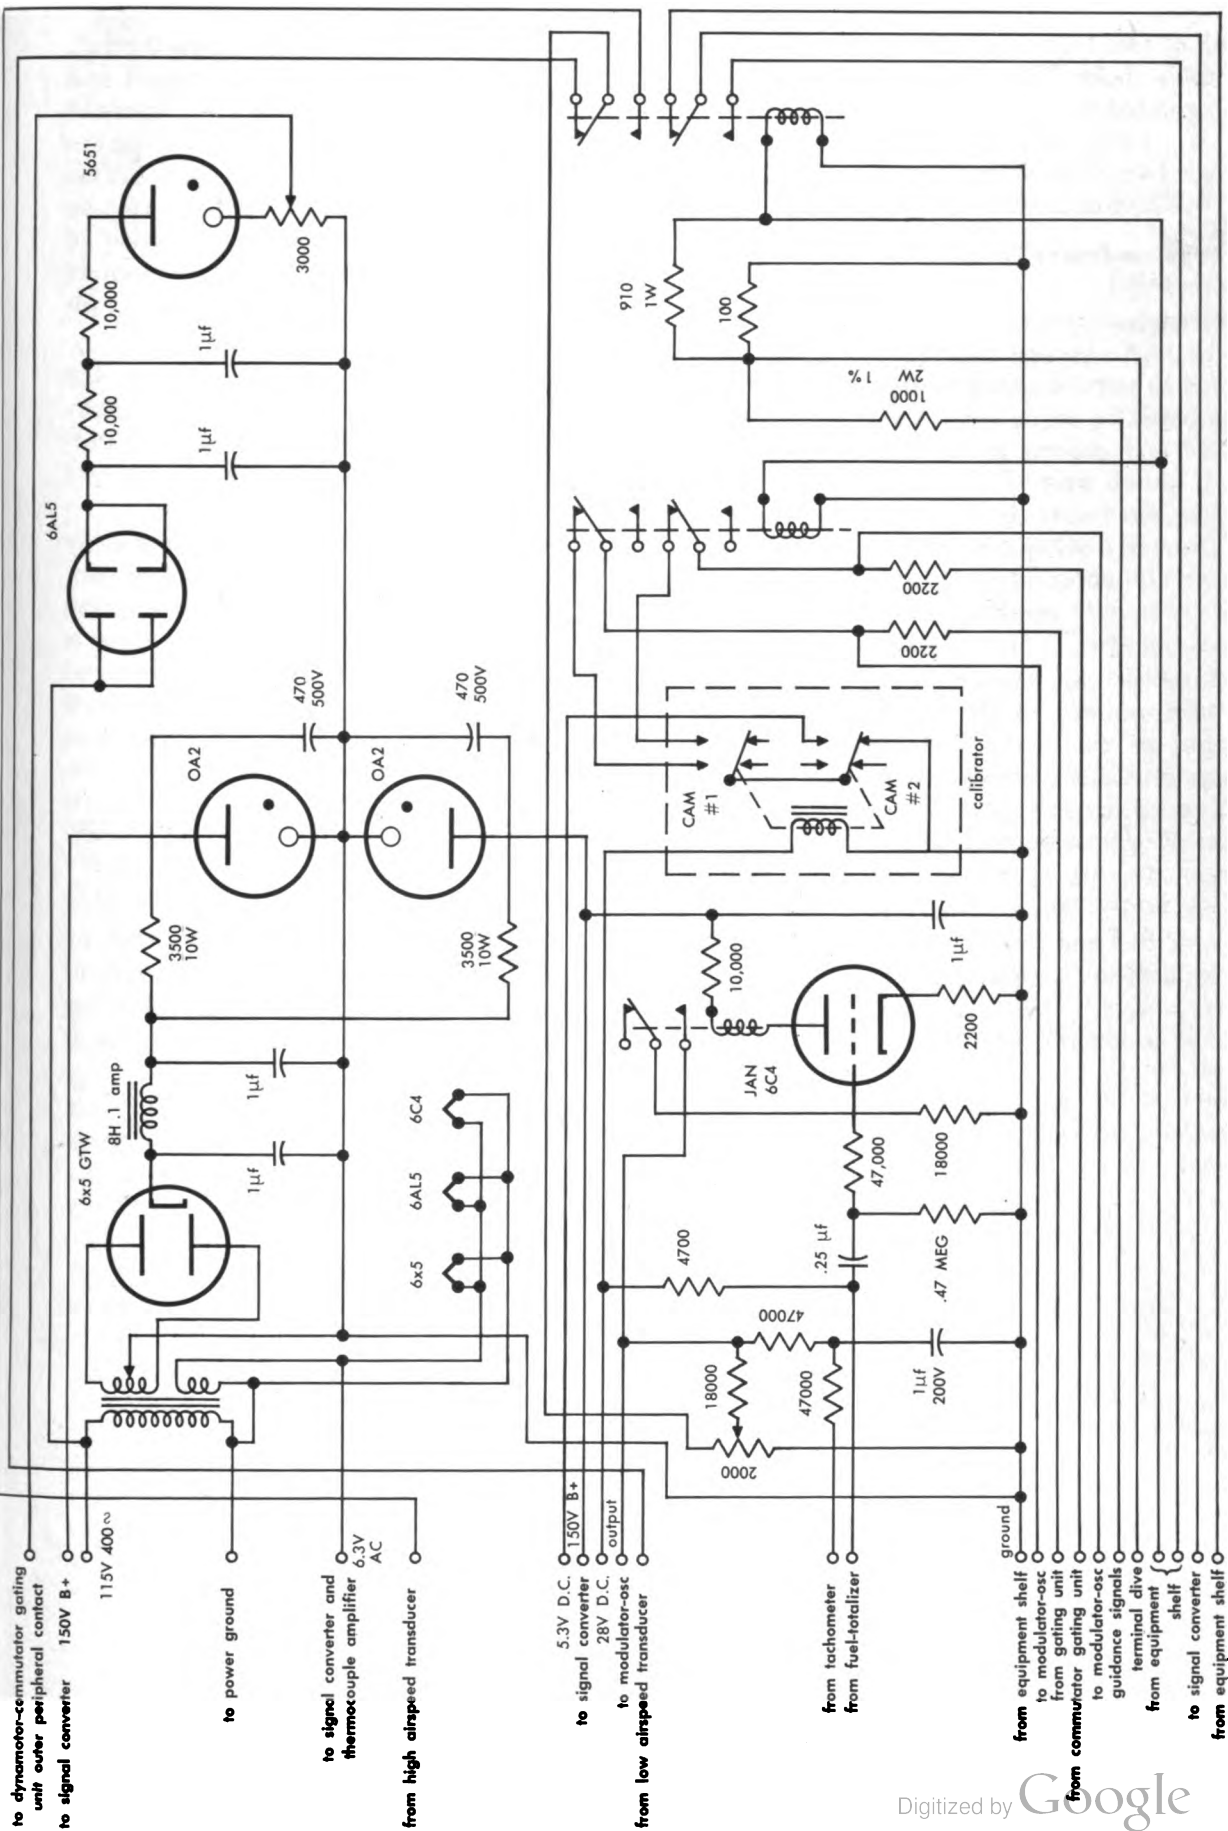 5651
3000
10,000
1µf
10,000
1µf
6AL5
470
500V
470
500V
OA2
OA2
3500
10W
3500
10W
8H .1 amp
1µf
1µf
6x5 GTW
6C4
6AL5
6x5
910
1W
100
1000
2W 1%
2200
2200
CAM
#1
CAM
#2
calibrator
10,000
1µf
JAN
6C4
2200
18000
47,000
.47 MEG
.25 µf
4700
47000
18000
47000
1µf
200V
2000
to dynamotor-commutator gating
unit outer peripheral contact
to signal converter 150V B+
115V 400~
to power ground
to signal converter and 6.3V
thermocouple amplifier AC
from high airspeed transducer
5.3V D.C.
to signal converter 150V B+
28V D.C.
to modulator-osc output
from low airspeed transducer
from tachometer
from fuel-totalizer
from equipment shelf ground
to modulator-osc
from gating unit
from commutator gating unit
to modulator-osc
guidance signals
terminal dive
from equipment
shelf
to signal converter
from equipment shelf
Digitized by Google